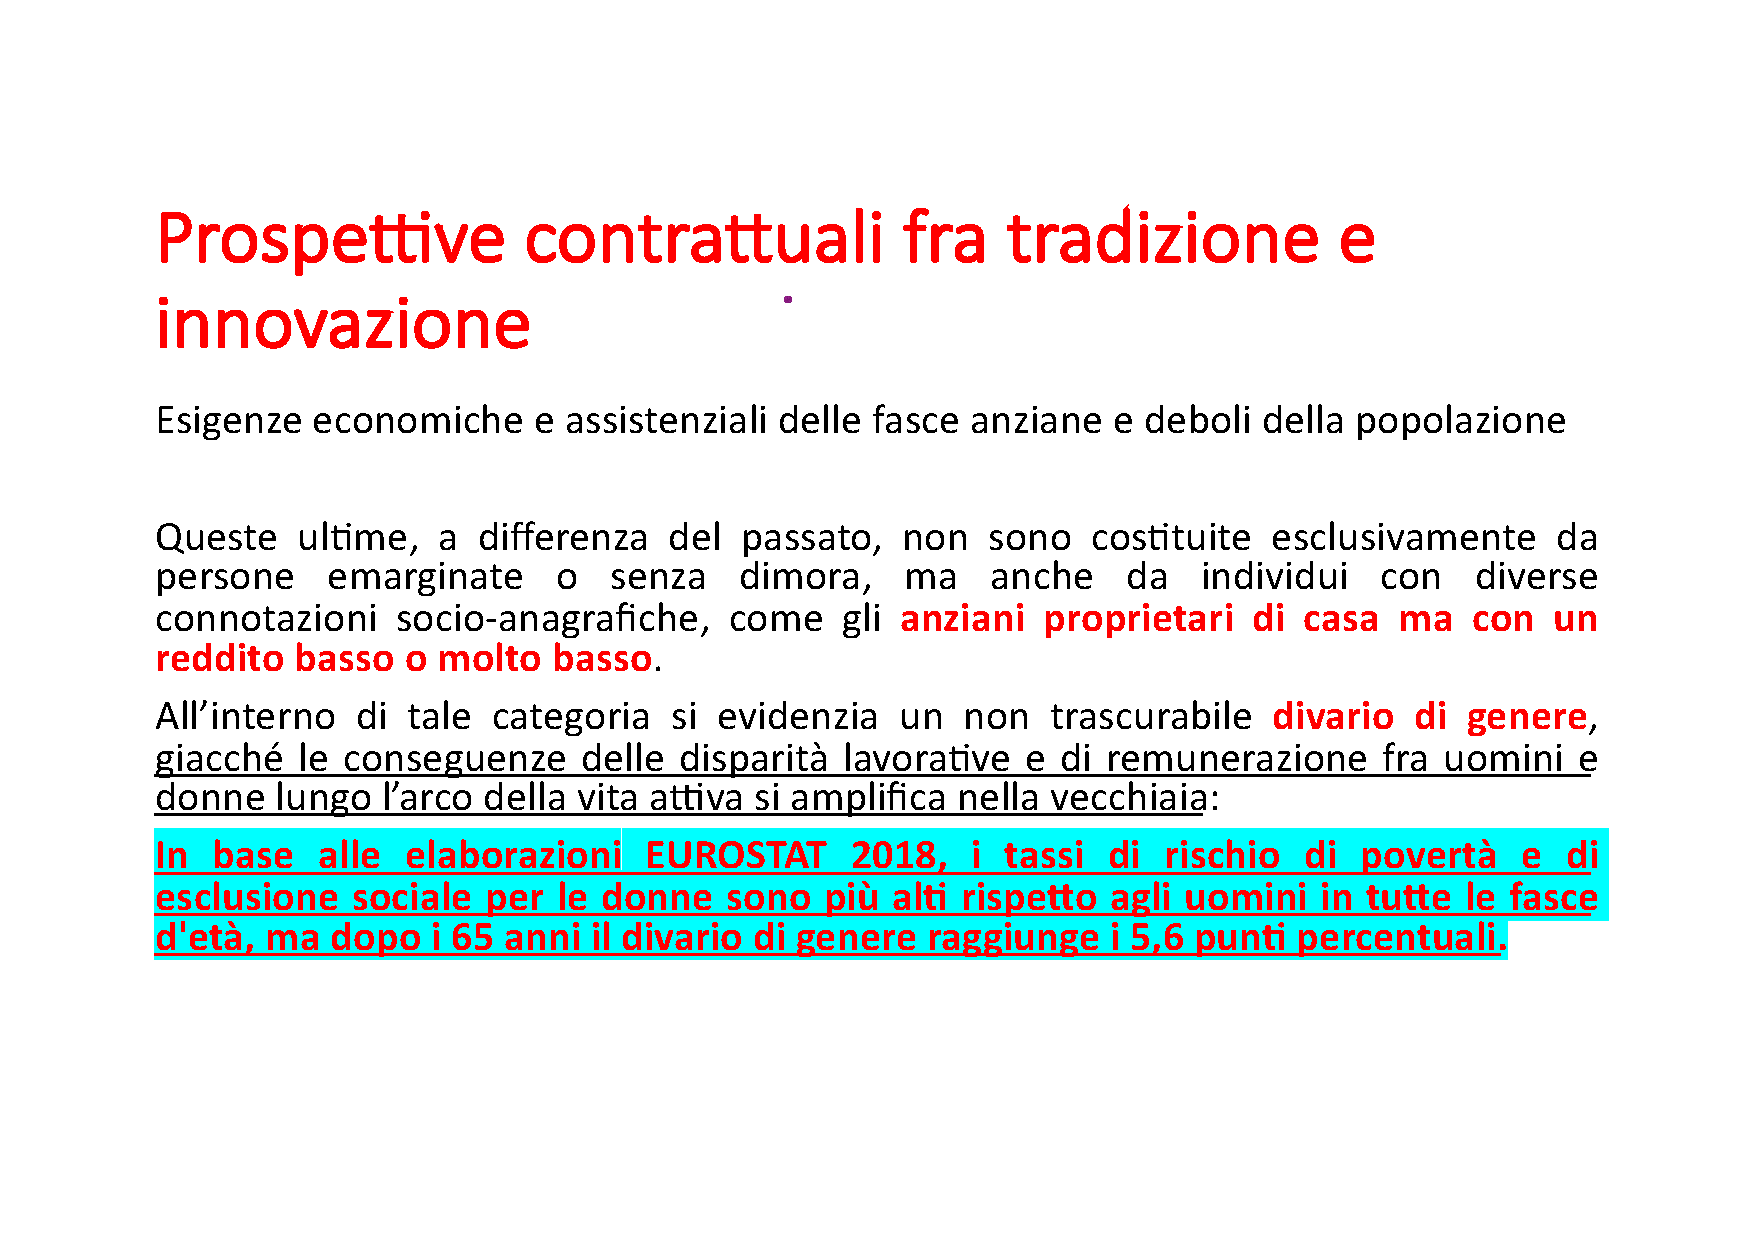 Prospettive contrattuali fra tradizione e
innovazione
Esigenze economiche e assistenziali delle fasce anziane e deboli della popolazione
Queste ultime, a differenza del passato, non sono costituite esclusivamente da
persone emarginate o senza dimora, ma anche da individui con diverse
connotazioni socio-anagrafiche, come gli anziani proprietari di casa ma con un
reddito basso o molto basso.
All’interno di tale categoria si evidenzia un non trascurabile divario di genere,
giacché le conseguenze delle disparità lavorative e di remunerazione fra uomini e
donne lungo l’arco della vita attiva si amplifica nella vecchiaia:
In base alle elaborazioni EUROSTAT 2018, i tassi di rischio di povertà e di
esclusione sociale per le donne sono più alti rispetto agli uomini in tutte le fasce
d'età, ma dopo i 65 anni il divario di genere raggiunge i 5,6 punti percentuali.